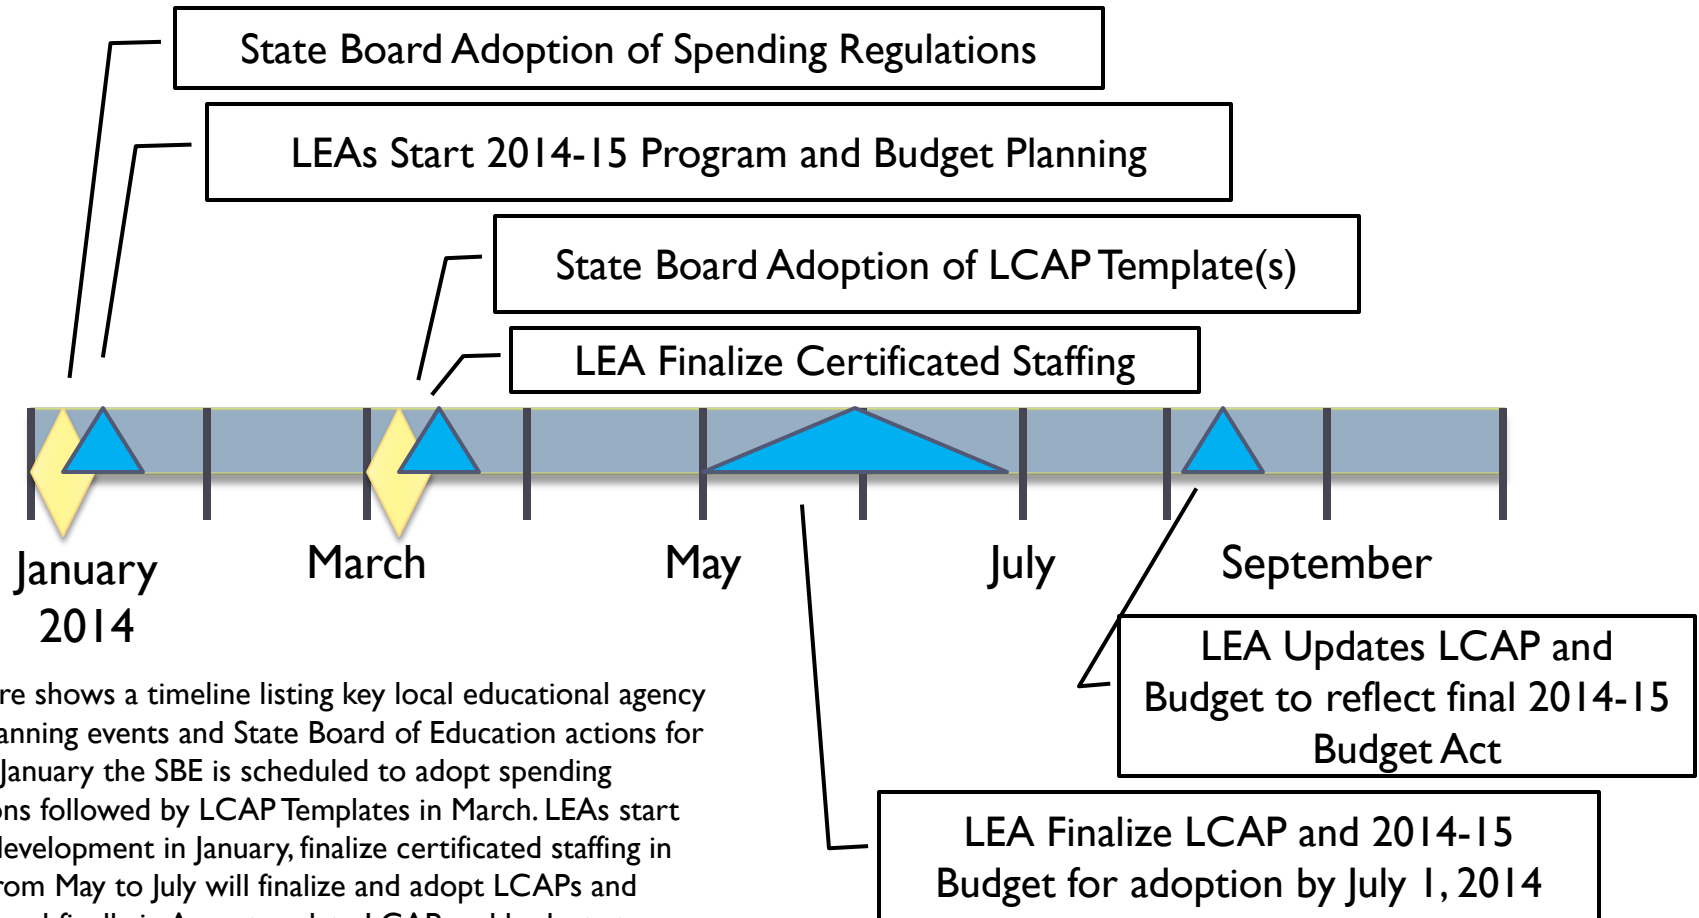 State Board Adoption of Spending Regulations
LEAs Start 2014-15 Program and Budget Planning
State Board Adoption of LCAP Template(s)
LEA Finalize Certificated Staffing
January
2014
March
May
July
September
LEA Updates LCAP and
Budget to reflect final 2014-15
Budget Act
LEA Finalize LCAP and 2014-15
Budget for adoption by July 1, 2014
shows a timeline listing key local educational agency
events and State Board of Education actions for
January the SBE is scheduled to adopt spending
followed by LCAP Templates in March. LEAs start
development in January, finalize certificated staffing in
From May to July will finalize and adopt LCAPs and